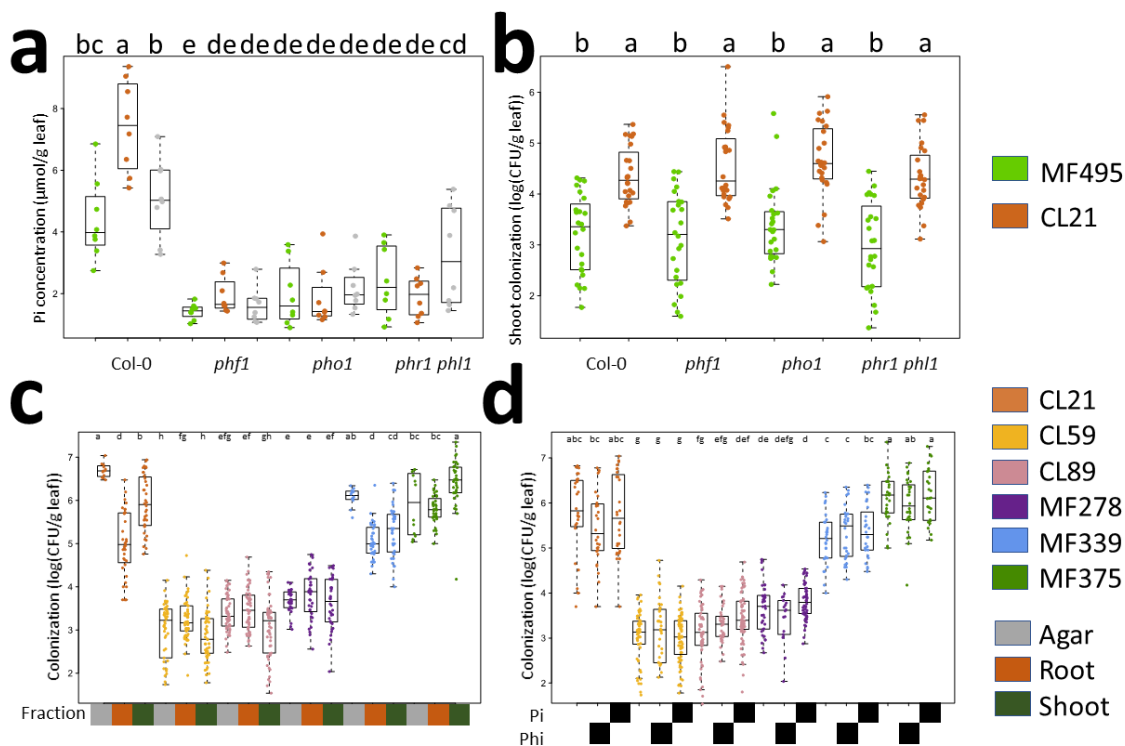 a
bc a b e de de de de de de de cd
Pi concentration (µmol/g leaf)
8
6
4
2
Col-0 phf1 pho1 phr1 phl1
b
b a b a b a b a
Shoot colonization (log(CFU/g leaf))
6
5
4
3
2
Col-0 phf1 pho1 phr1 phl1
MF495
CL21
c
a d b h fg h efg ef gh e e ef ab d cd bc bc a
Colonization (log(CFU/g leaf))
7
6
5
4
3
2
Fraction
d
abc bc abc g g g fg efg def de defg d c c bc a ab a
Colonization (log(CFU/g leaf))
7
6
5
4
3
2
Pi
Phi
CL21
CL59
CL89
MF278
MF339
MF375
Agar
Root
Shoot